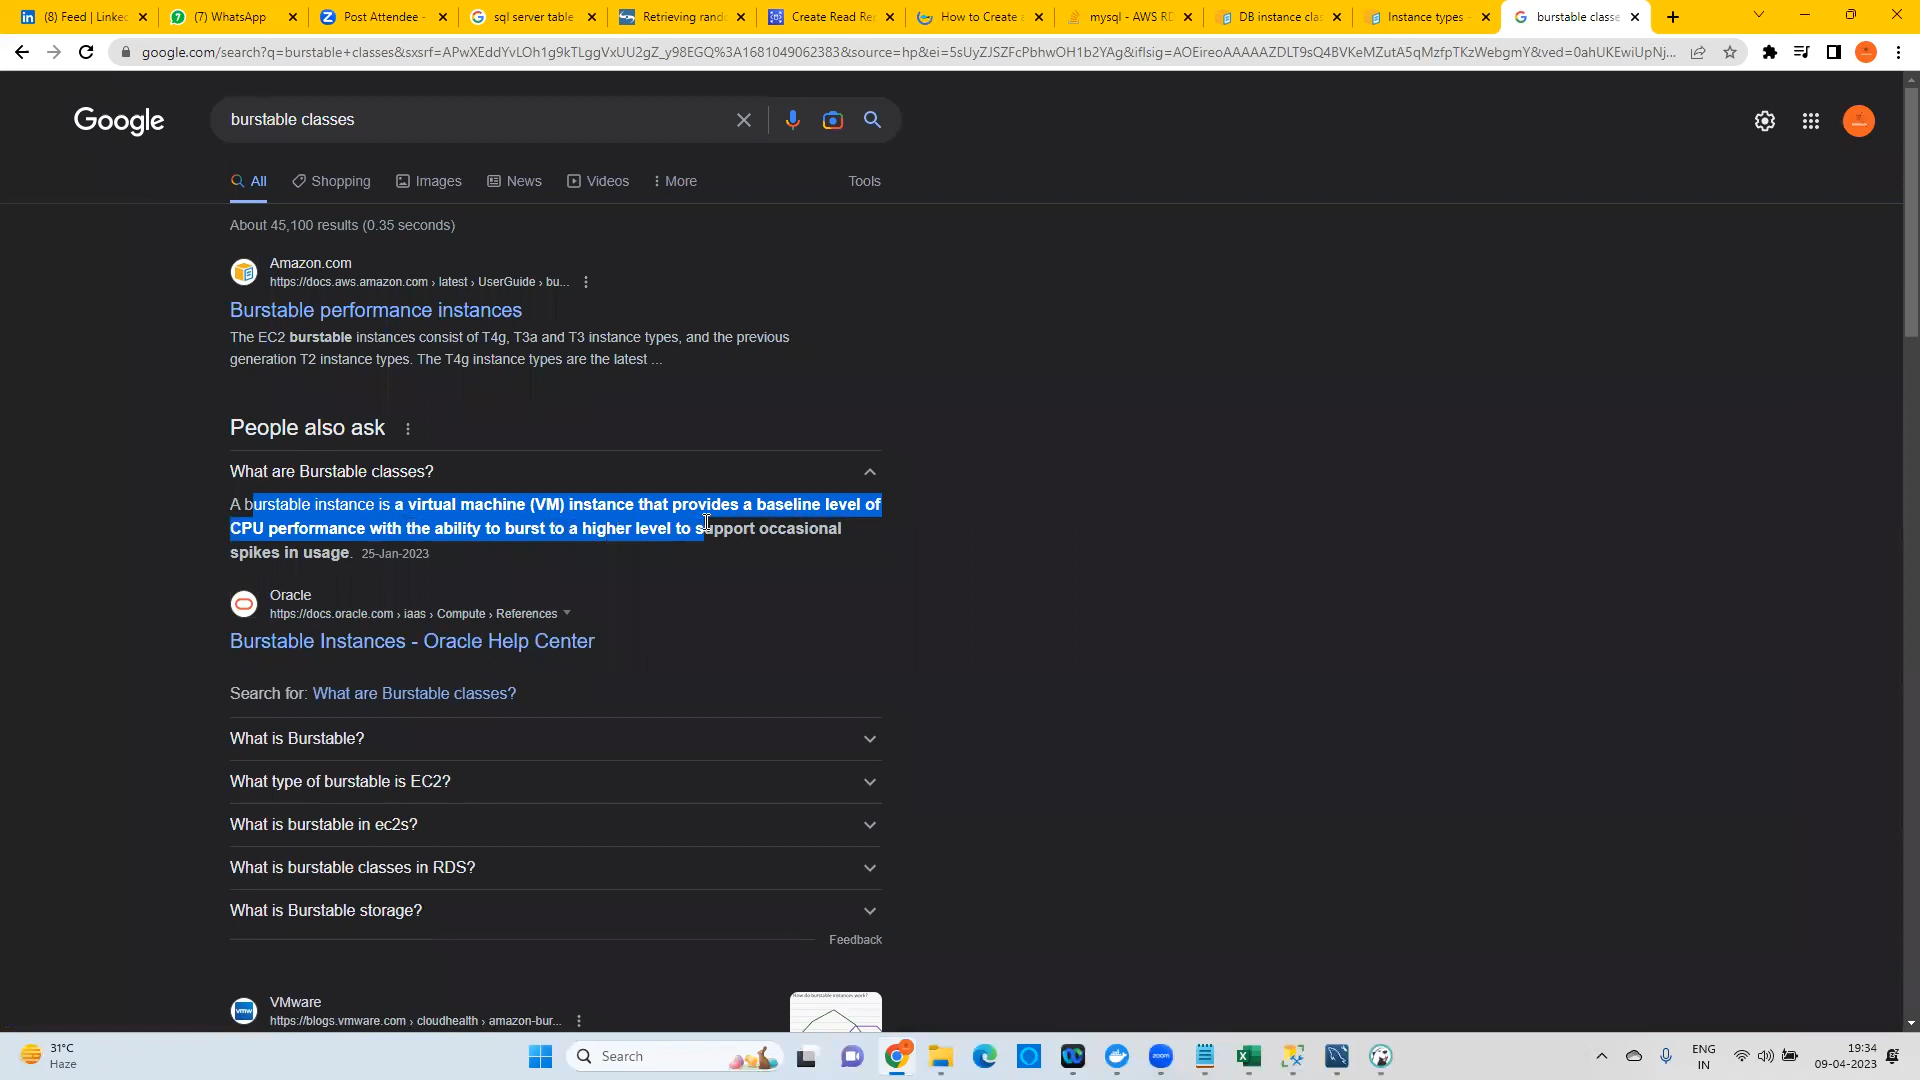 (8) Feed | Linke
(7) WhatsApp
Post Attendee -
sql server table
Retrieving rand
Create Read Re
How to Create a
mysql - AWS RD
DB instance clas
Instance types -
burstable classe
google.com/search?q=burstable+classes&sxsrf=APwXEddYvLOh1g9kTLggVxUU2gZ_y98EGQ%3A1681049062383&source=hp&ei=5sUyZJSZFcPbhwOH1b2YAg&iflsig=AOEireoAAAAAZDLT9sQ4BVKeMZutA5qMzfpTKzWebgmY&ved=0ahUKEwiUpNj...
Google
burstable classes
All
Shopping
Images
News
Videos
More
Tools
About 45,100 results (0.35 seconds)
Amazon.com
https://docs.aws.amazon.com › latest › UserGuide › bu...
Burstable performance instances
The EC2 burstable instances consist of T4g, T3a and T3 instance types, and the previous
generation T2 instance types. The T4g instance types are the latest ...
People also ask
What are Burstable classes?
A burstable instance is a virtual machine (VM) instance that provides a baseline level of
CPU performance with the ability to burst to a higher level to support occasional
spikes in usage. 25-Jan-2023
Oracle
https://docs.oracle.com › iaas › Compute › References
Burstable Instances - Oracle Help Center
Search for: What are Burstable classes?
What is Burstable?
What type of burstable is EC2?
What is burstable in ec2s?
What is burstable classes in RDS?
What is Burstable storage?
Feedback
VMware
https://blogs.vmware.com › cloudhealth › amazon-bur...
How do burstable instances work?
31°C
Haze
Search
ENG
IN
19:34
09-04-2023